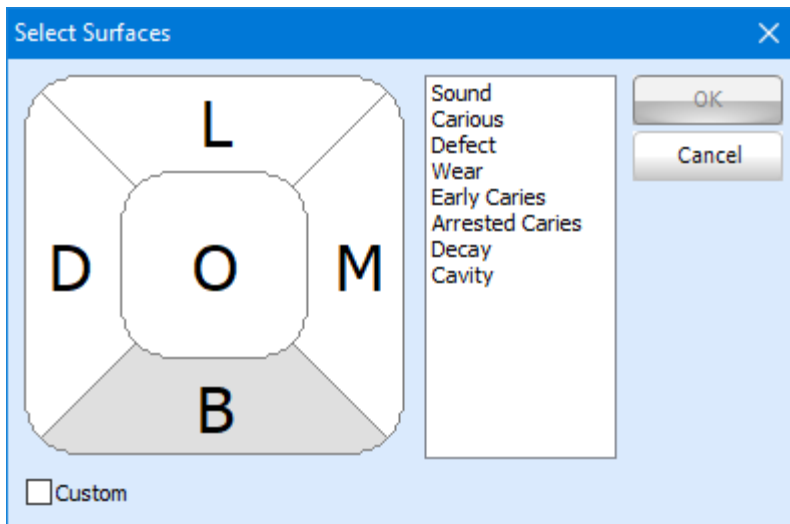 Select Surfaces
L
D
O
M
B
Sound
Carious
Defect
Wear
Early Caries
Arrested Caries
Decay
Cavity
OK
Cancel
Custom